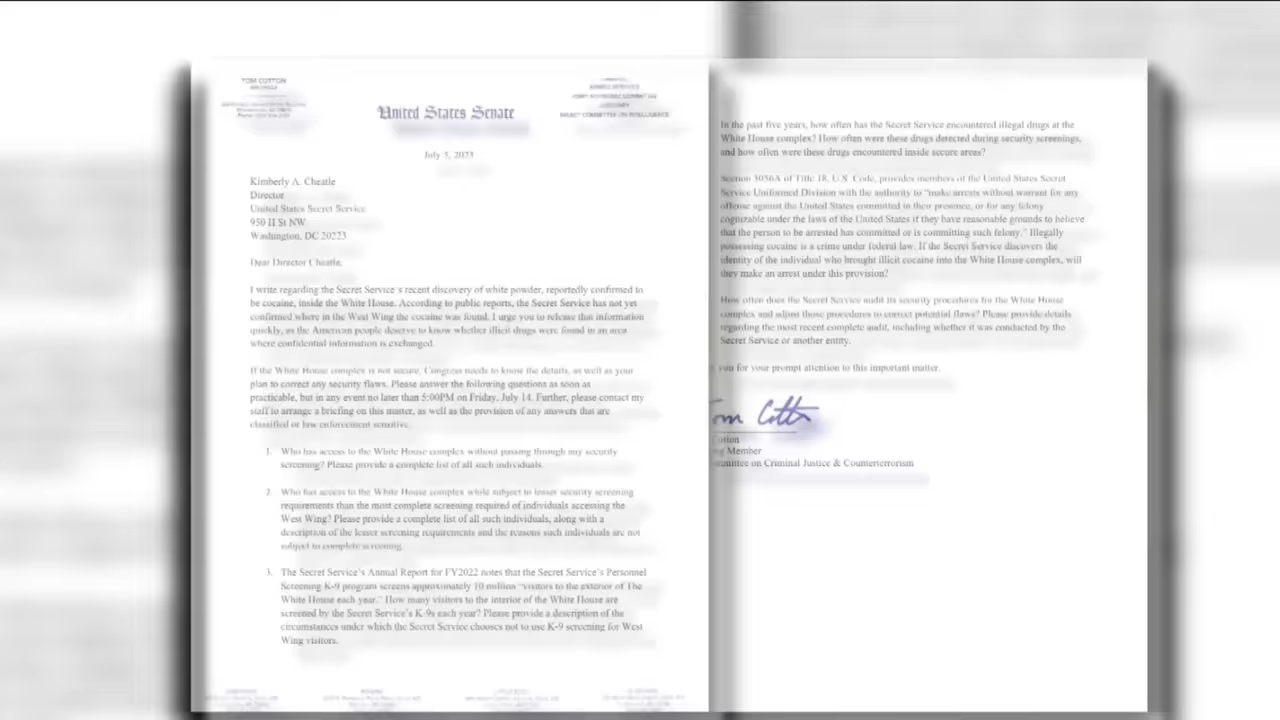 TOM COTTON
United States Senate
ARMED SERVICES
JUDICIARY
SELECT COMMITTEE ON INTELLIGENCE
July 5, 2023
Kimberly A. Cheatle
Director
United States Secret Service
950 H St NW
Washington, DC 20223
Dear Director Cheatle,
I write regarding the Secret Service's recent discovery of white powder, reportedly confirmed to
be cocaine, inside the White House. According to public reports, the Secret Service has not yet
confirmed where in the West Wing the cocaine was found. I urge you to release that information
quickly, as the American people deserve to know whether illicit drugs were found in an area
where confidential information is exchanged.
If the White House complex is not secure, Congress needs to know the details, as well as your
plan to correct any security flaws. Please answer the following questions as soon as
practicable, but in any event no later than 5:00PM on Friday, July 14. Further, please contact my
staff to arrange a briefing on this matter, as well as the provision of any answers that are
classified or law enforcement sensitive.
1. Who has access to the White House complex without passing through any security
screening? Please provide a complete list of all such individuals.
2. Who has access to the White House complex while subject to lesser security screening
requirements than the most complete screening required of individuals accessing the
West Wing? Please provide a complete list of all such individuals, along with a
description of the lesser screening requirements and the reasons such individuals are not
subject to complete screening.
3. The Secret Service's Annual Report for FY2022 notes that the Secret Service's Personnel
Screening K-9 program screens approximately 10 million "visitors to the exterior of The
White House each year." How many visitors to the interior of the White House are
screened by the Secret Service's K-9s each year? Please provide a description of the
circumstances under which the Secret Service chooses not to use K-9 screening for West
Wing visitors.
In the past five years, how often has the Secret Service encountered illegal drugs at the
White House complex? How often were these drugs detected during security screenings,
and how often were these drugs encountered inside secure areas?
Section 3056A of Title 18, U.S. Code, provides members of the United States Secret
Service Uniformed Division with the authority to "make arrests without warrant for any
offense against the United States committed in their presence, or for any felony
cognizable under the laws of the United States if they have reasonable grounds to believe
that the person to be arrested has committed or is committing such felony." Illegally
possessing cocaine is a crime under federal law. If the Secret Service discovers the
identity of the individual who brought illicit cocaine into the White House complex, will
they make an arrest under this provision?
How often does the Secret Service audit its security procedures for the White House
complex and adjust those procedures to correct potential flaws? Please provide details
regarding the most recent complete audit, including whether it was conducted by the
Secret Service or another entity.
you for your prompt attention to this important matter.
om Cotton
Cotton
ng Member
mmittee on Criminal Justice & Counterterrorism